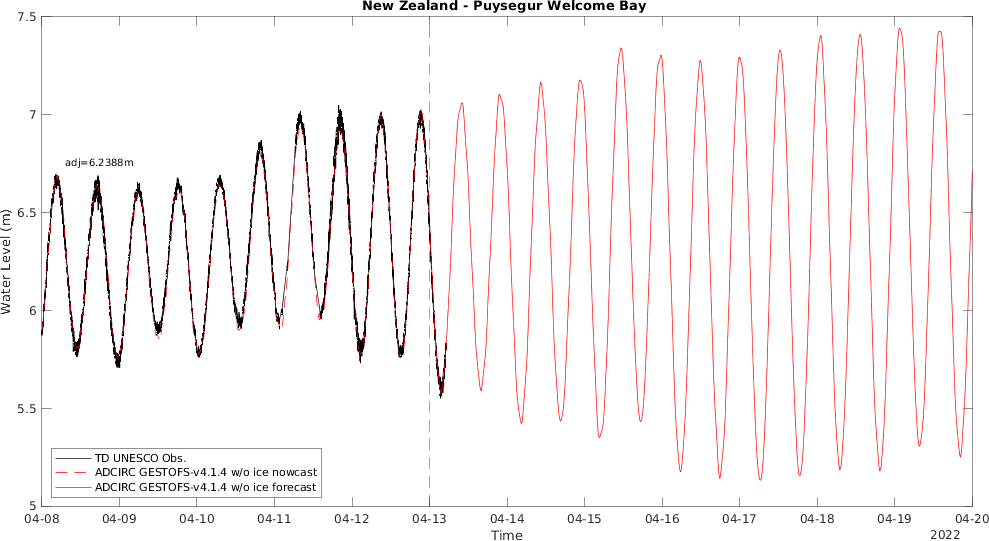 New Zealand - Puysegur Welcome Bay
7.5
7
6.5
6
5.5
5
Water Level (m)
adj=6.2388m
TD UNESCO Obs.
ADCIRC GESTOFS-v4.1.4 w/o ice nowcast
ADCIRC GESTOFS-v4.1.4 w/o ice forecast
04-08 04-09 04-10 04-11 04-12 04-13 04-14 04-15 04-16 04-17 04-18 04-19 04-20
Time
2022